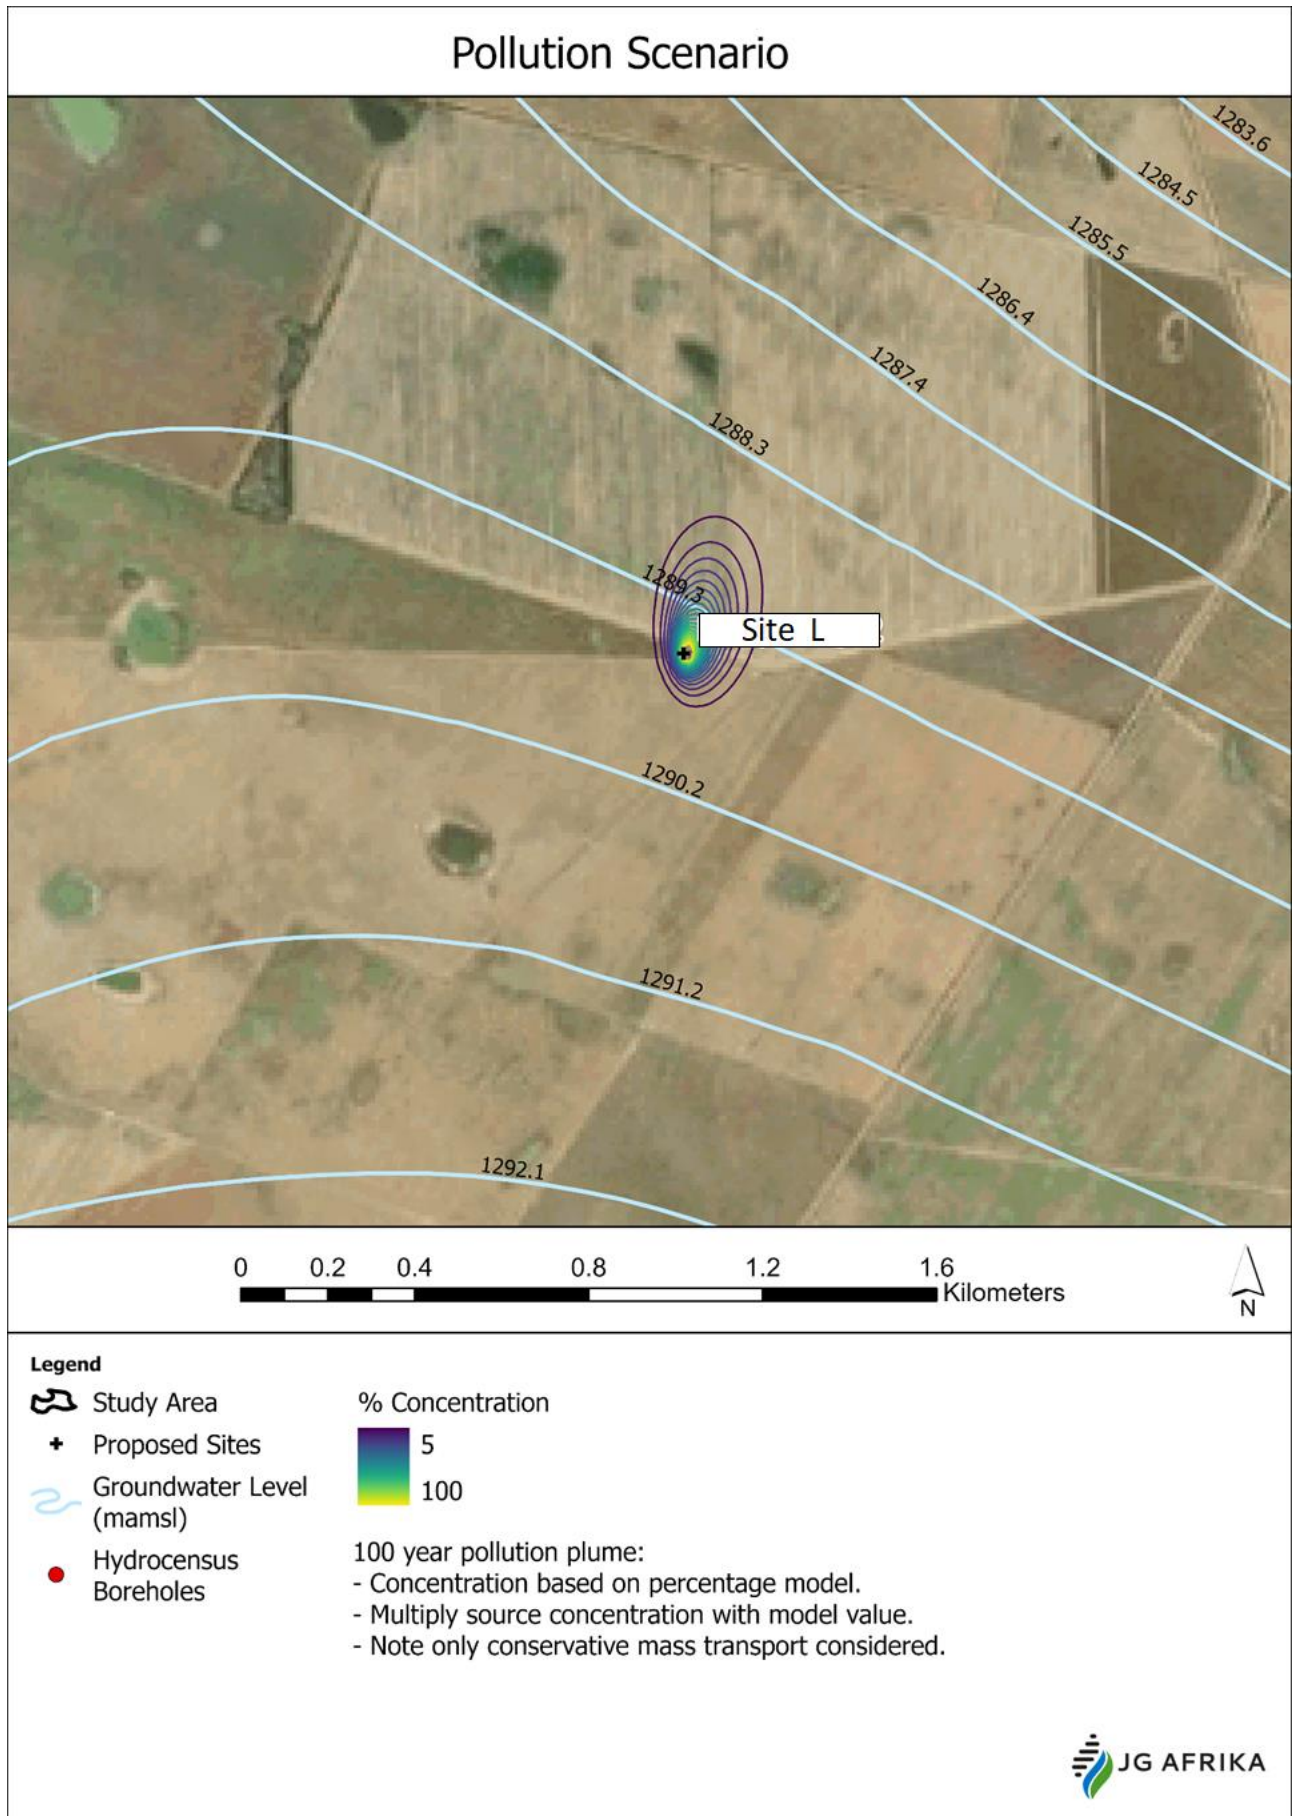 Pollution Scenario
1283.6
1284.5
1285.5
1286.4
1287.4
1288.3
1289.3
Site L
1290.2
1291.2
1292.1
0 0.2 0.4 0.8 1.2 1.6
Kilometers
N
Legend
Study Area
Proposed Sites
Groundwater Level
(mamsl)
Hydrocensus
Boreholes
% Concentration
5
100
100 year pollution plume:
- Concentration based on percentage model.
- Multiply source concentration with model value.
- Note only conservative mass transport considered.
JG AFRIKA